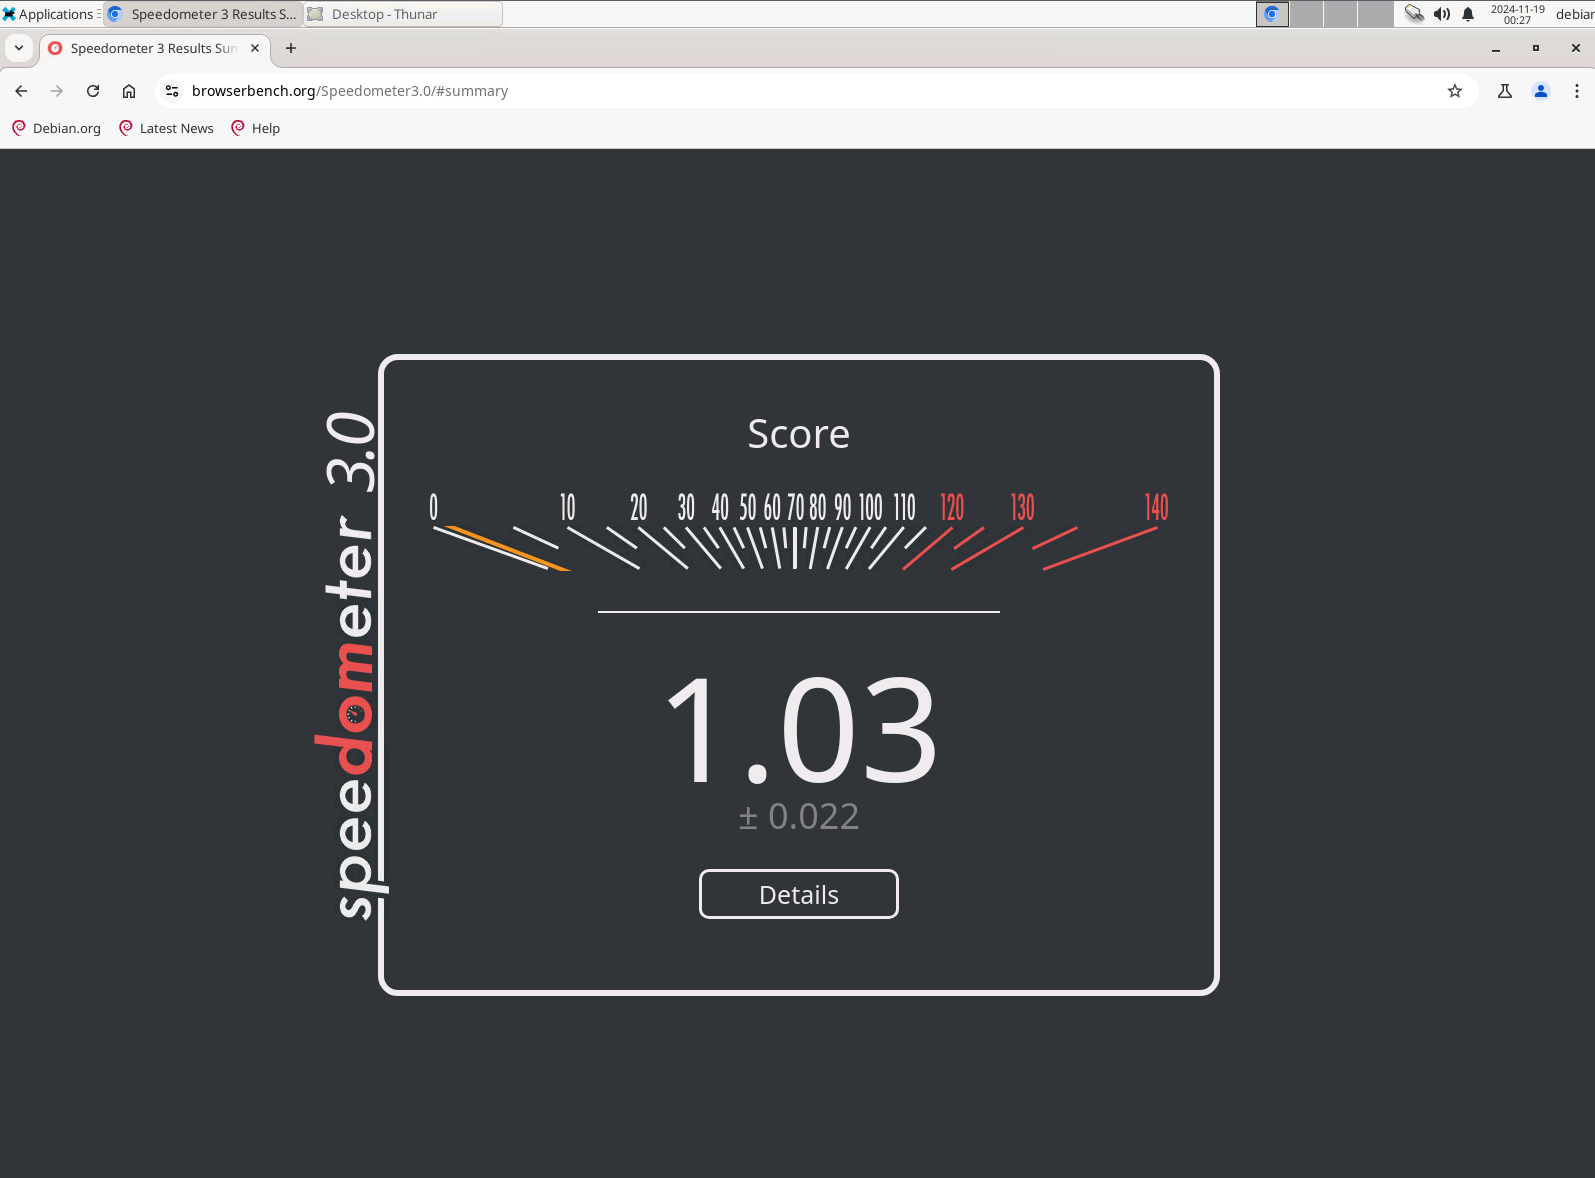 Applications Speedometer 3 Results S... Desktop - Thunar 2024-11-19 debian
00:27
Speedometer 3 Results Sum
browserbench.org/Speedometer3.0/#summary
Debian.org Latest News Help
speedometer 3.0
Score
0 10 20 30 40 50 60 70 80 90 100 110 120 130 140
1.03
± 0.022
Details